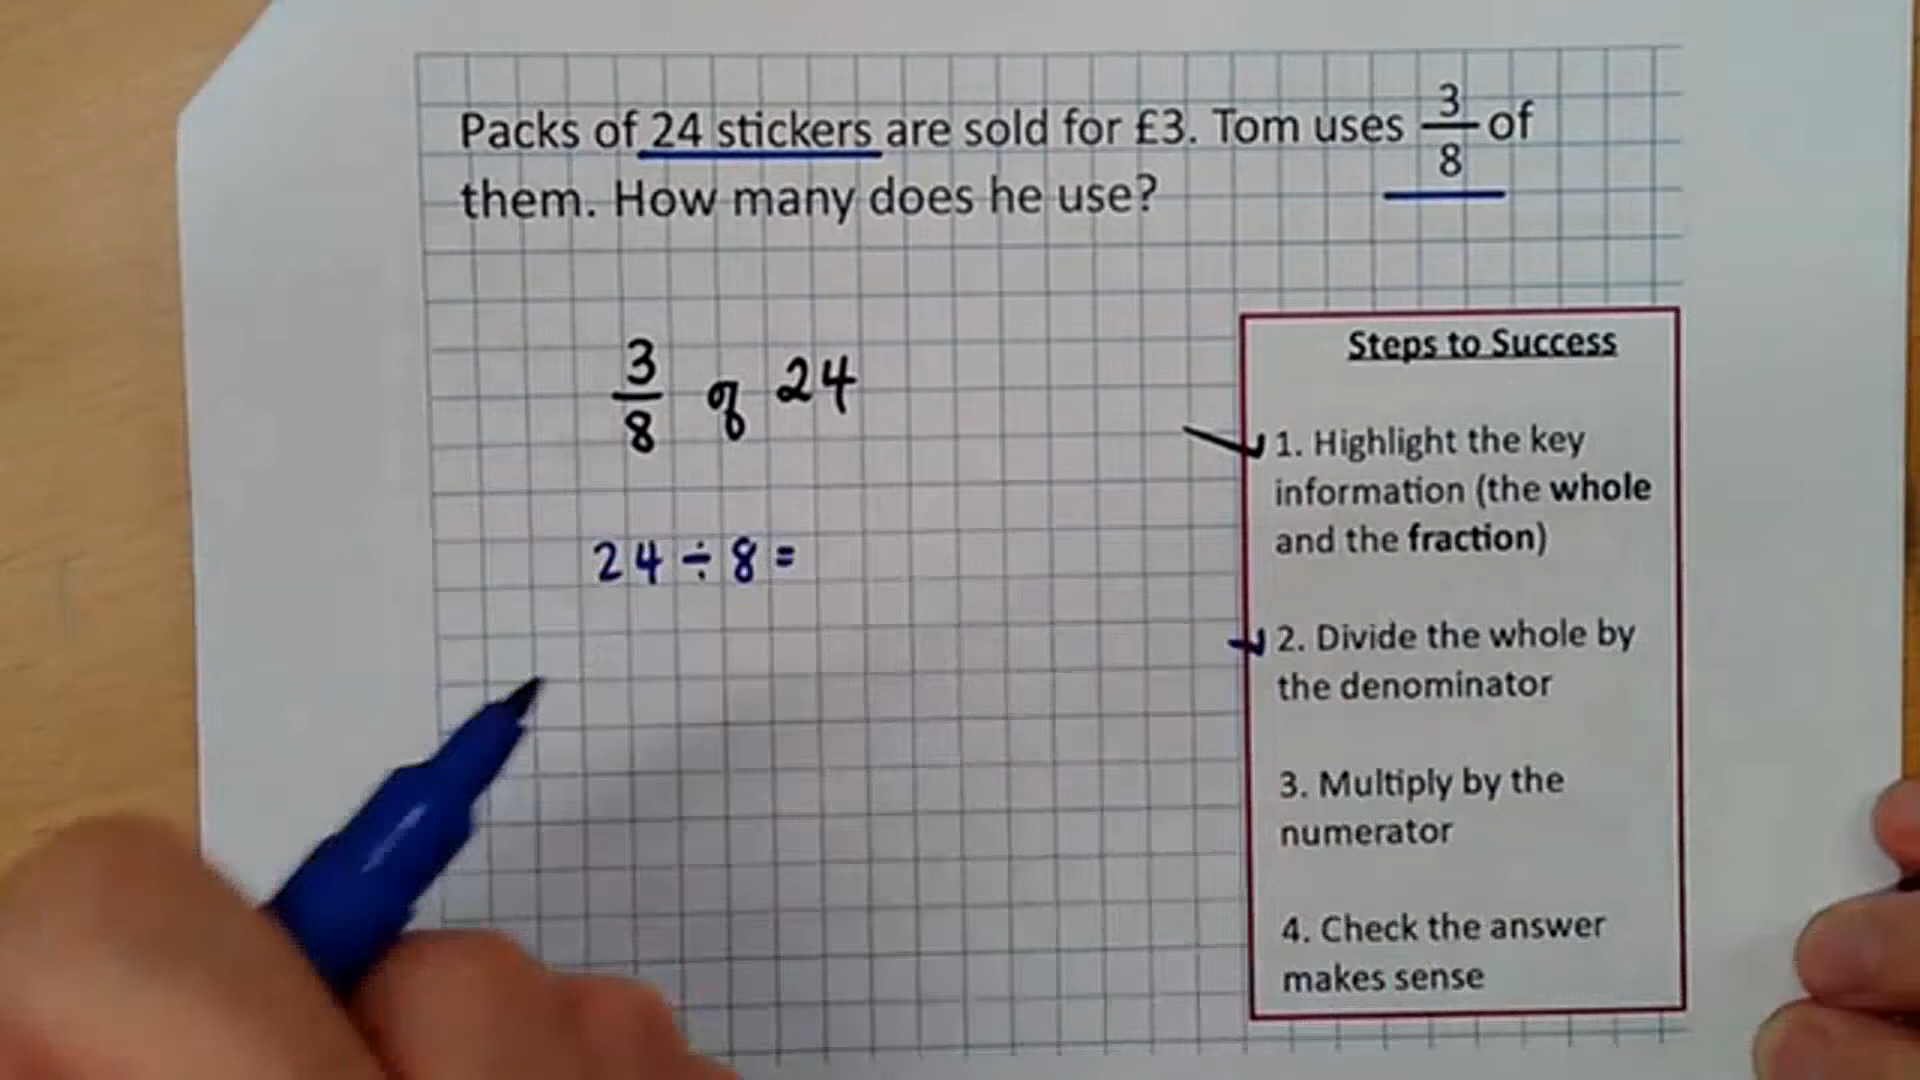 Packs of 24 stickers are sold for £3. Tom uses 3/8 of
them. How many does he use?
3/8 of 24
24 ÷ 8 =
Steps to Success
1. Highlight the key
information (the whole
and the fraction)
2. Divide the whole by
the denominator
3. Multiply by the
numerator
4. Check the answer
makes sense